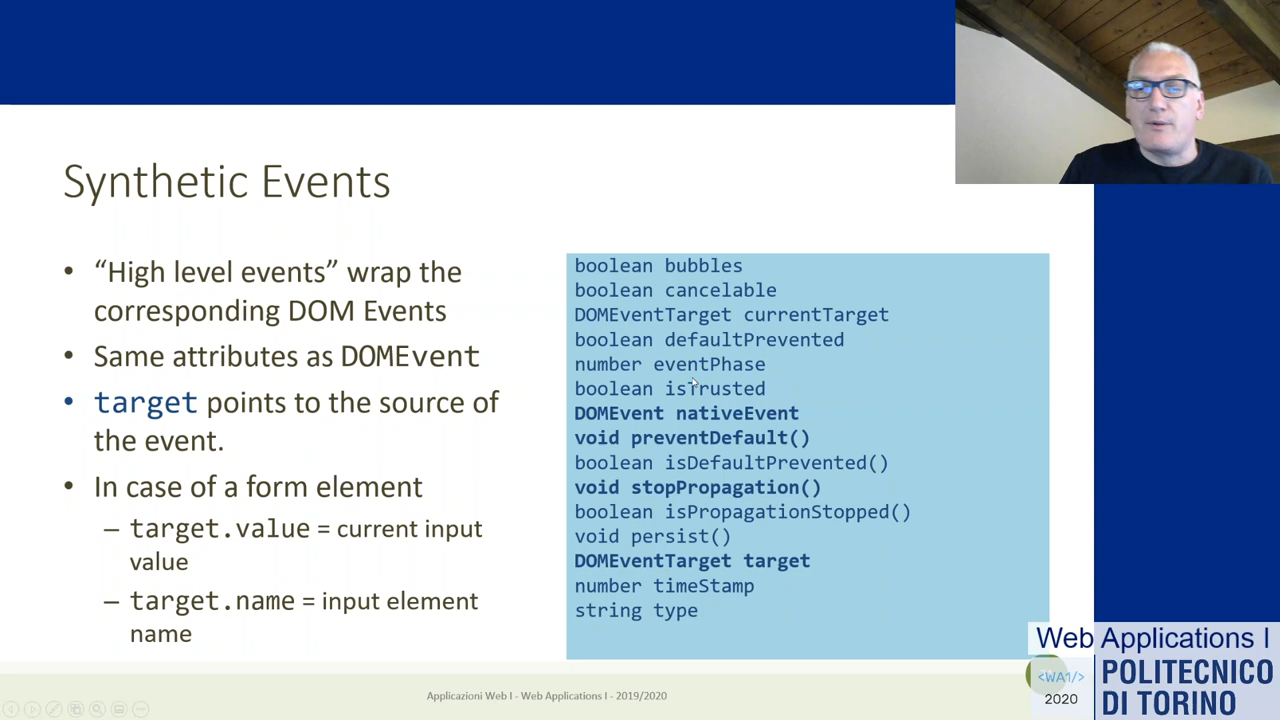 Synthetic Events
• “High level events” wrap the
corresponding DOM Events
• Same attributes as DOMEvent
• target points to the source of
the event.
• In case of a form element
– target.value = current input
value
– target.name = input element
name
boolean bubbles
boolean cancelable
DOMEventTarget currentTarget
boolean defaultPrevented
number eventPhase
boolean isTrusted
DOMEvent nativeEvent
void preventDefault()
boolean isDefaultPrevented()
void stopPropagation()
boolean isPropagationStopped()
void persist()
DOMEventTarget target
number timeStamp
string type
Applicazioni Web I - Web Applications I - 2019/2020
Web Applications I
<WA1/>
2020
POLITECNICO
DI TORINO